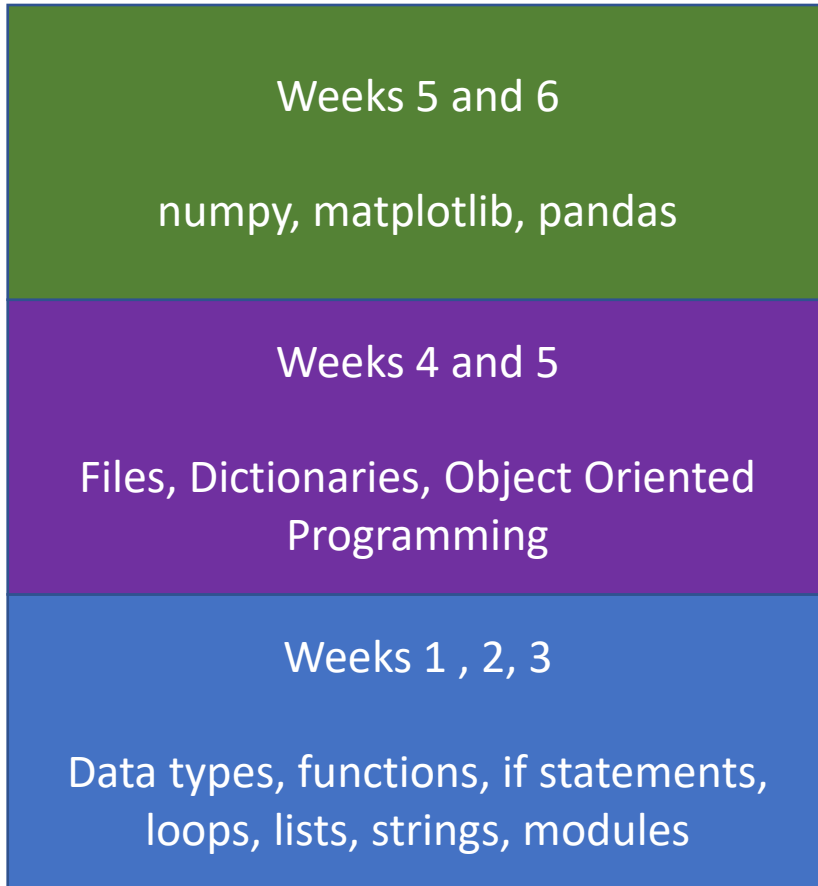 Weeks 5 and 6
numpy, matplotlib, pandas
Weeks 4 and 5
Files, Dictionaries, Object Oriented
Programming
Weeks 1 , 2, 3
Data types, functions, if statements,
loops, lists, strings, modules